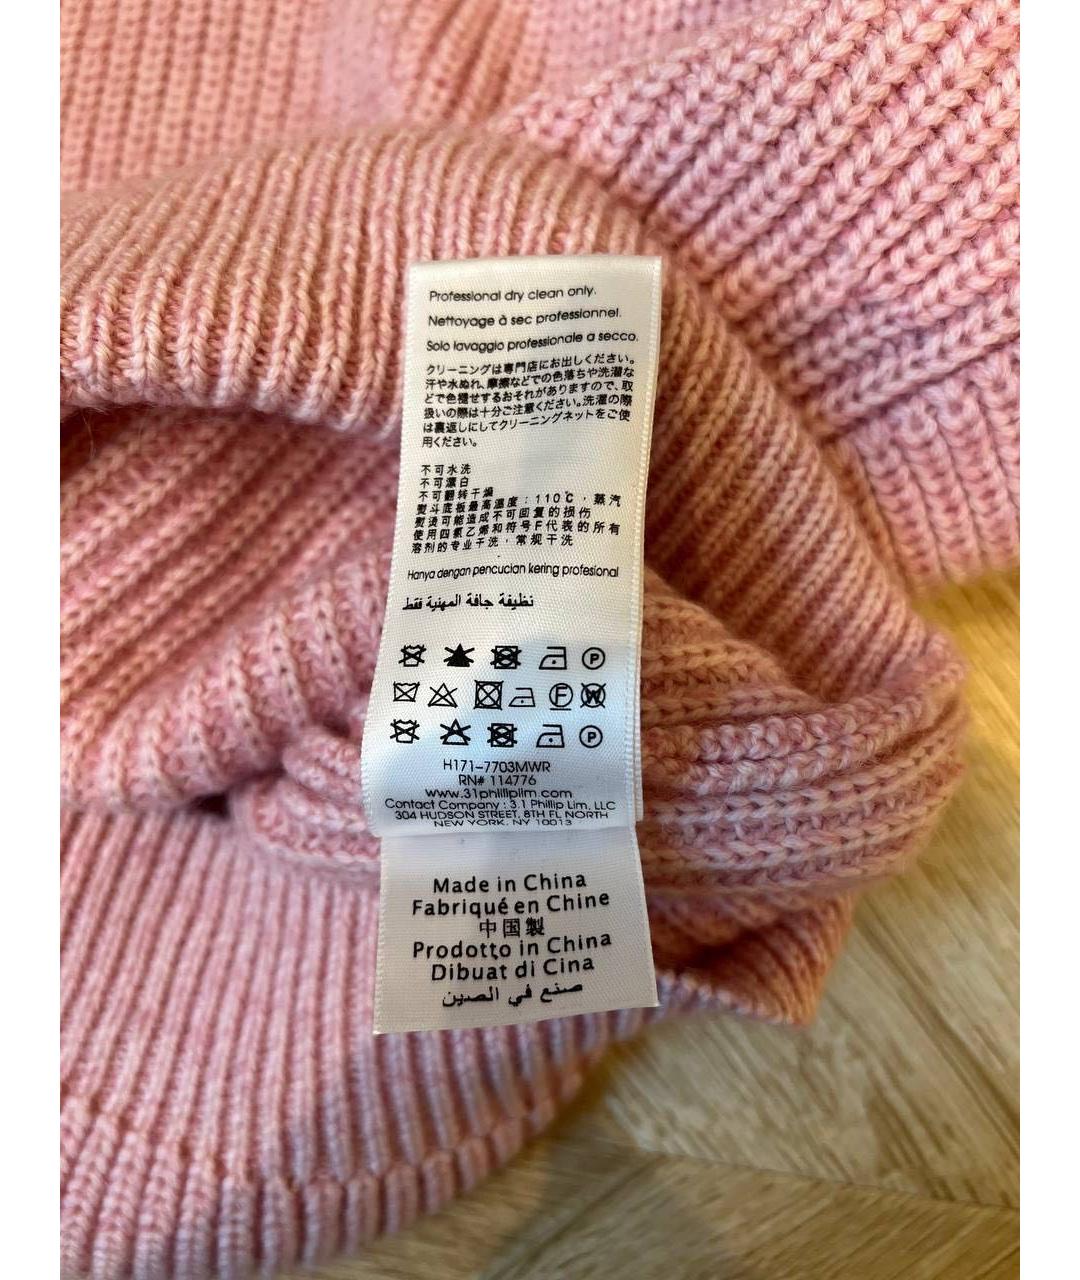 Professional dry clean only.
Nettoyage à sec professionnel.
Solo lavaggio professionale a secco.
クリーニングは専門店にお出しください。
汗や水ぬれ、摩擦などでの色落ちや洗濯な
どで色褪せするおそれがありますので、取
扱いの際は十分ご注意ください。洗濯の際
は裏返しにしてクリーニングネットをご使
用ください。
不可水洗
不可漂白
不可翻转干燥
熨斗底板最高温度:110℃,蒸汽
熨烫可能造成不可回复的损伤
使用四氯乙烯和符号F代表的所有
溶剂的专业干洗,常规干洗
Hanya dengan pencucian kering profesional
نظيفة جافة المهنية فقط
P
F W
P
H171-7703MWR
RN# 114776
www.31philliplim.com
Contact Company : 3.1 Phillip Lim, LLC
304 HUDSON STREET, 8TH FL NORTH
NEW YORK, NY 10013
Made in China
Fabriqué en Chine
中国製
Prodotto in China
Dibuat di Cina
صنع في الصين